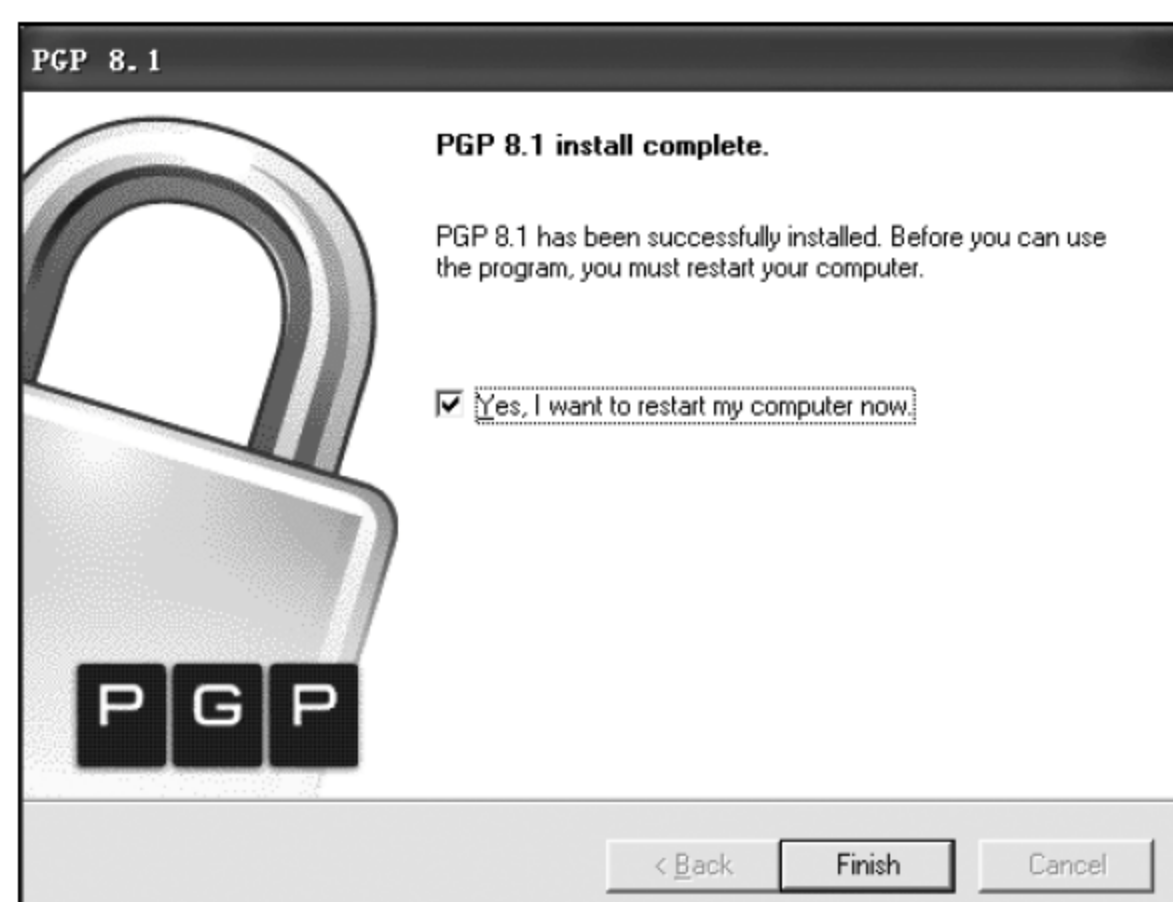 PGP 8.1
PGP 8.1 install complete.
PGP 8.1 has been successfully installed. Before you can use
the program, you must restart your computer.
Yes, I want to restart my computer now.
P G P
< Back Finish Cancel